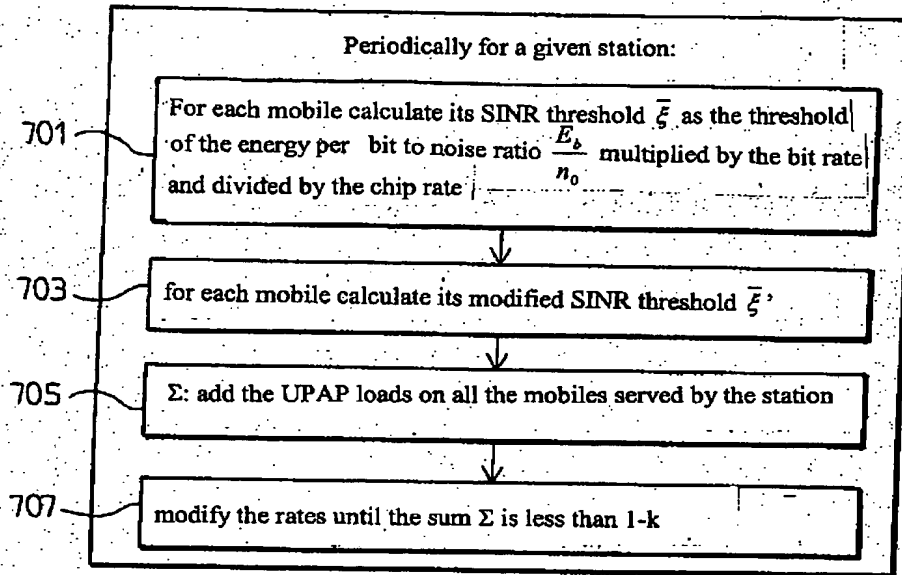 Periodically for a given station:
701
For each mobile calculate its SINR threshold ξ̅ as the threshold
of the energy per bit to noise ratio E̅_b/n_0 multiplied by the bit rate
and divided by the chip rate
703
for each mobile calculate its modified SINR threshold ξ̅'
705
Σ: add the UPAP loads on all the mobiles served by the station
707
modify the rates until the sum Σ is less than 1-k